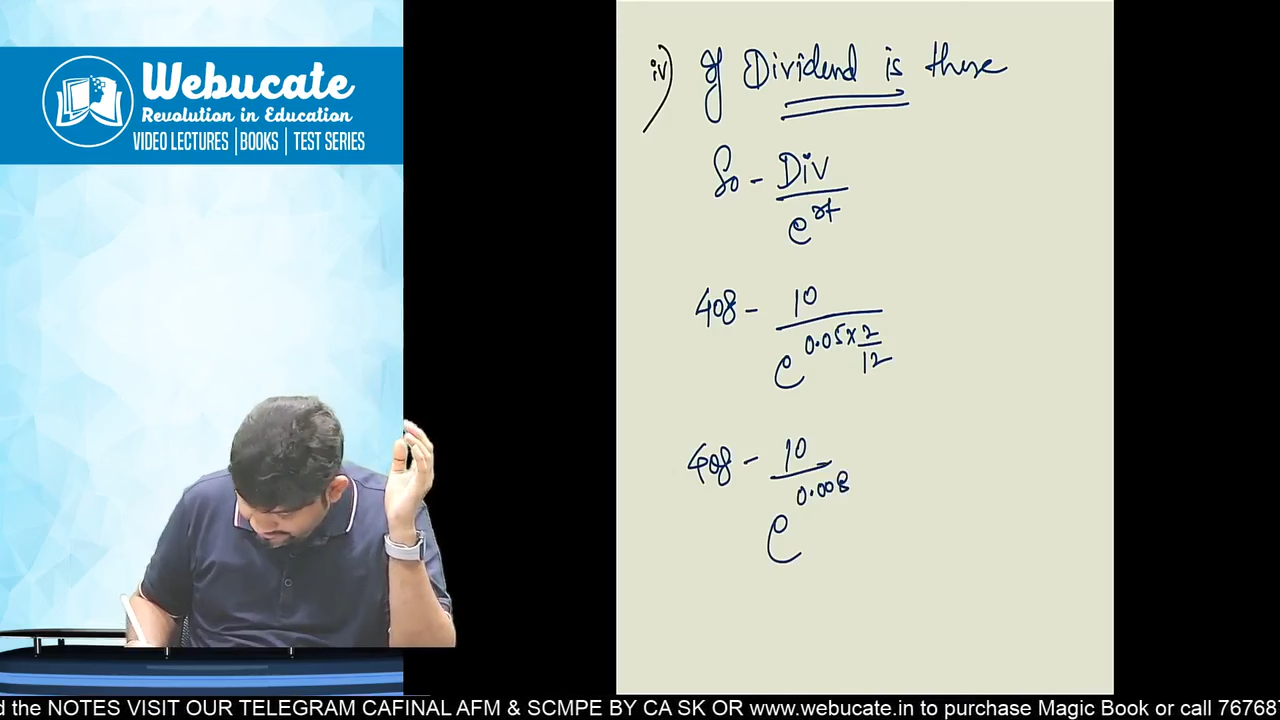 Webucate
Revolution in Education
VIDEO LECTURES | BOOKS | TEST SERIES
iv) If Dividend is there
So - Div / e^rt
408 - 10 / e^0.05 x 2/12
408 - 10 / e^0.008
d the NOTES VISIT OUR TELEGRAM CAFINAL AFM & SCMPE BY CA SK OR www.webucate.in to purchase Magic Book or call 76768